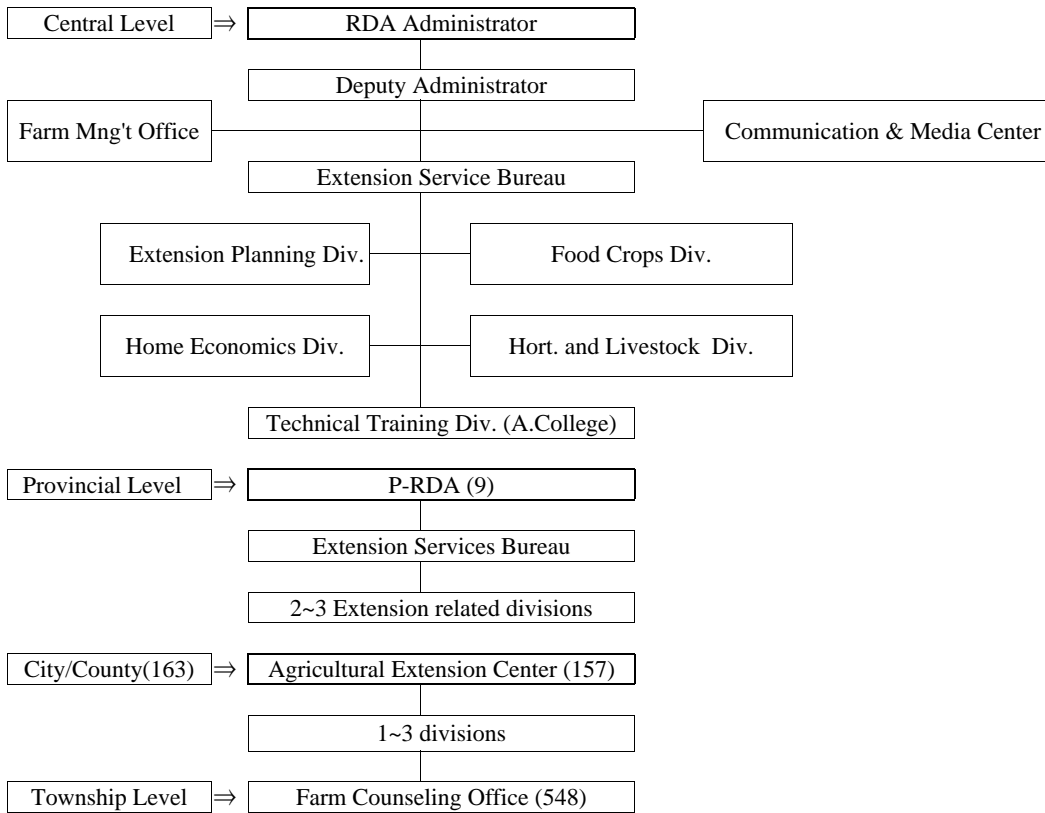 Central Level ⇒ RDA Administrator
Deputy Administrator
Farm Mng't Office
Communication & Media Center
Extension Service Bureau
Extension Planning Div.
Food Crops Div.
Home Economics Div.
Hort. and Livestock Div.
Technical Training Div. (A.College)
Provincial Level ⇒ P-RDA (9)
Extension Services Bureau
2~3 Extension related divisions
City/County(163) ⇒ Agricultural Extension Center (157)
1~3 divisions
Township Level ⇒ Farm Counseling Office (548)